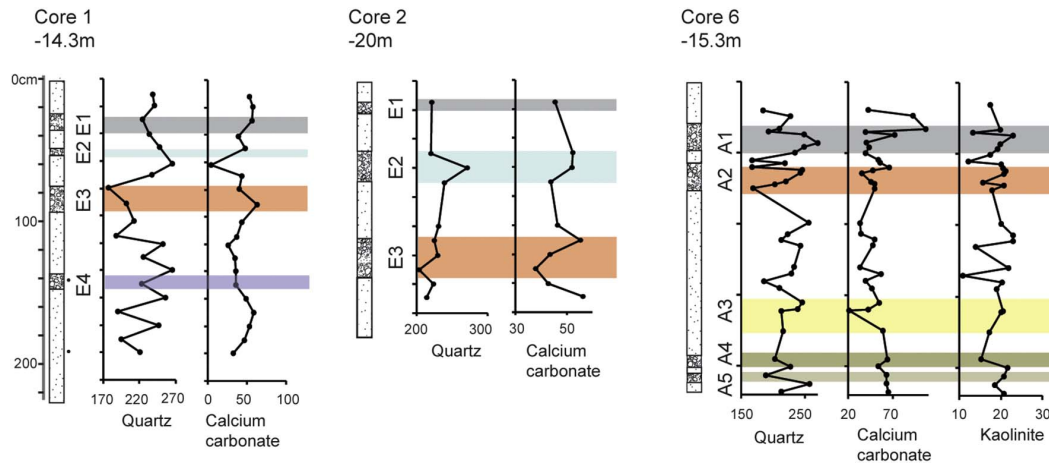 Core 1
-14.3m
Core 2
-20m
Core 6
-15.3m
0cm
100
200
E1
E2
E3
E4
170 220 270
Quartz
0 50 100
Calcium
carbonate
E1
E2
E3
200 300
Quartz
30 50
Calcium
carbonate
A1
A2
A3
A4
A5
150 250
Quartz
20 70
Calcium
carbonate
10 20 30
Kaolinite